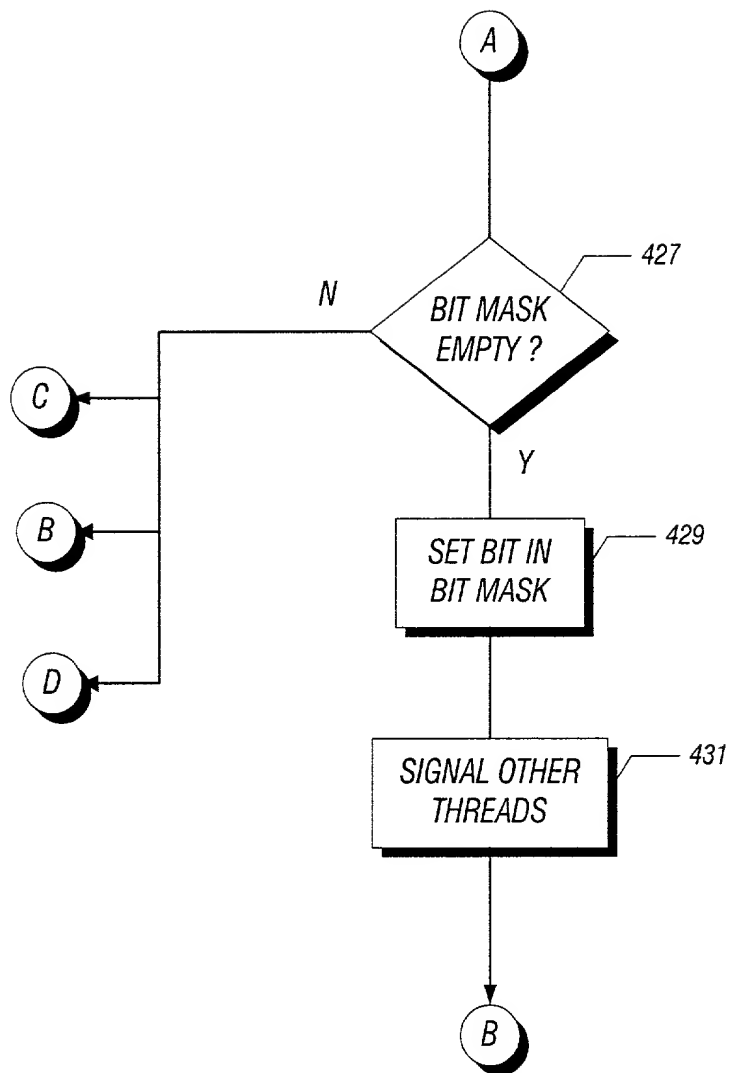 A
427
N
BIT MASK
EMPTY ?
C
Y
B
429
SET BIT IN
BIT MASK
D
431
SIGNAL OTHER
THREADS
B